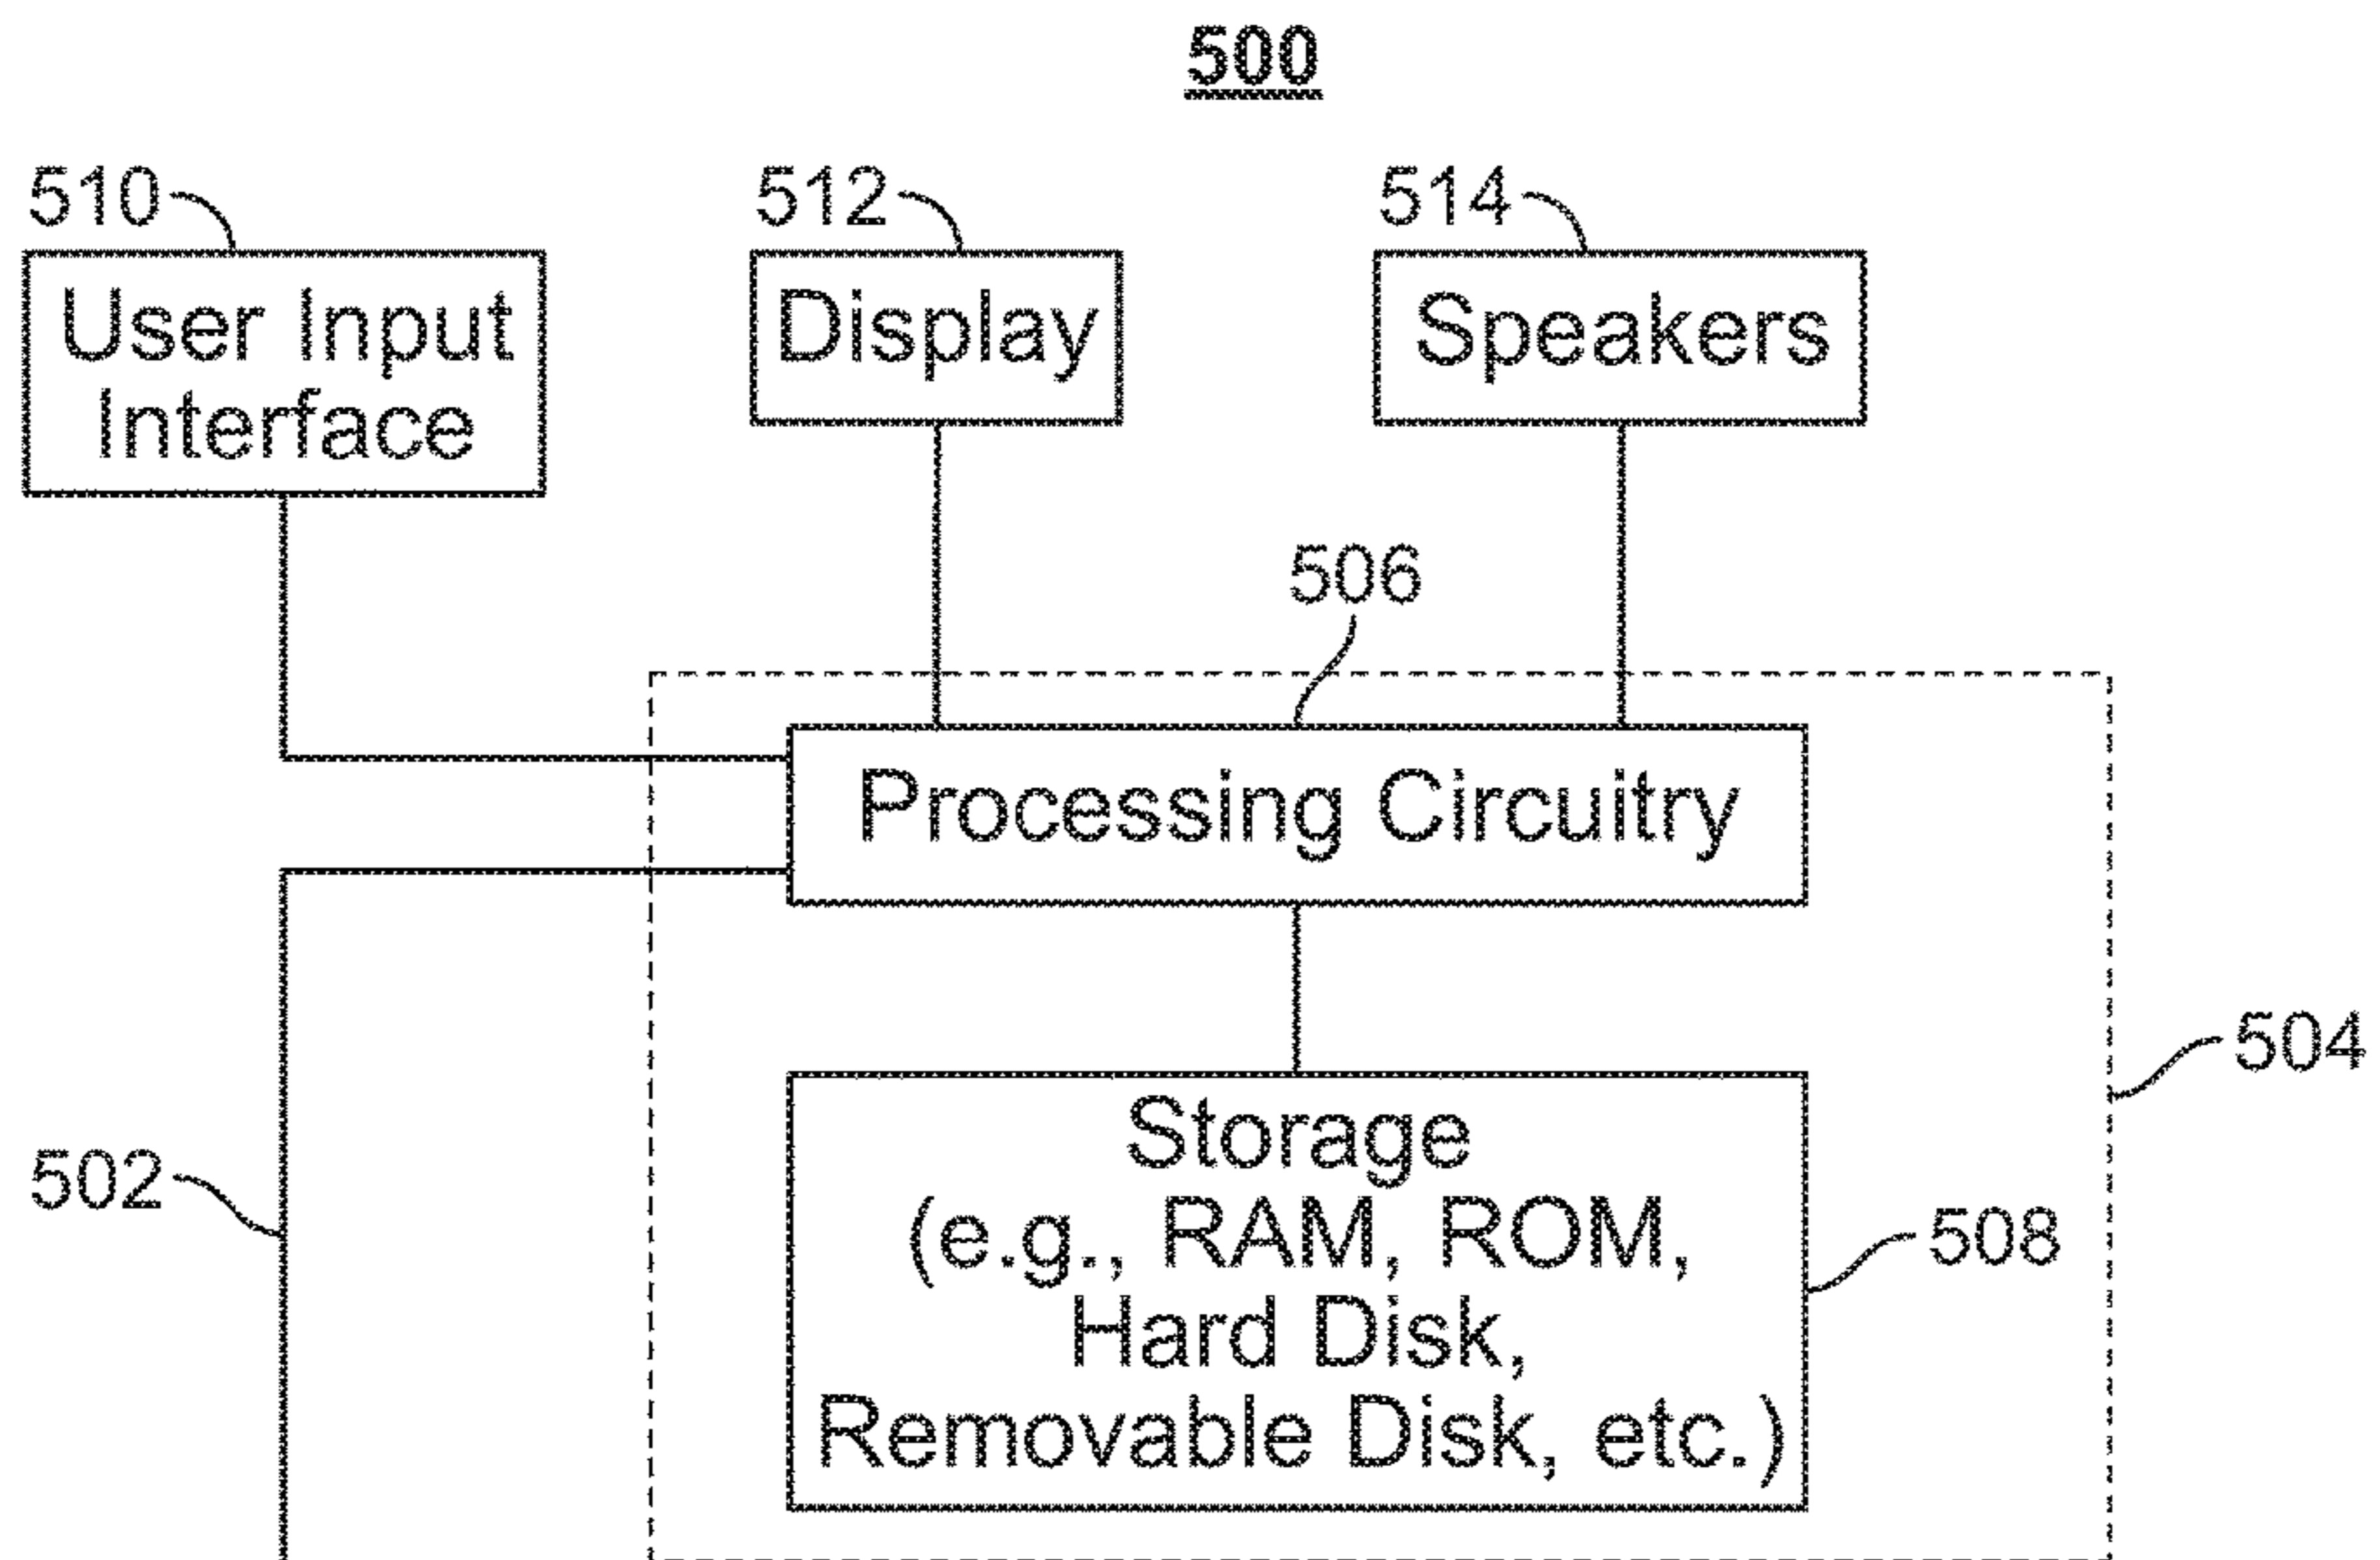 500
510
512
514
User Input
Interface
Display
Speakers
506
Processing Circuitry
504
502
Storage
(e.g., RAM, ROM,
Hard Disk,
Removable Disk, etc.)
508